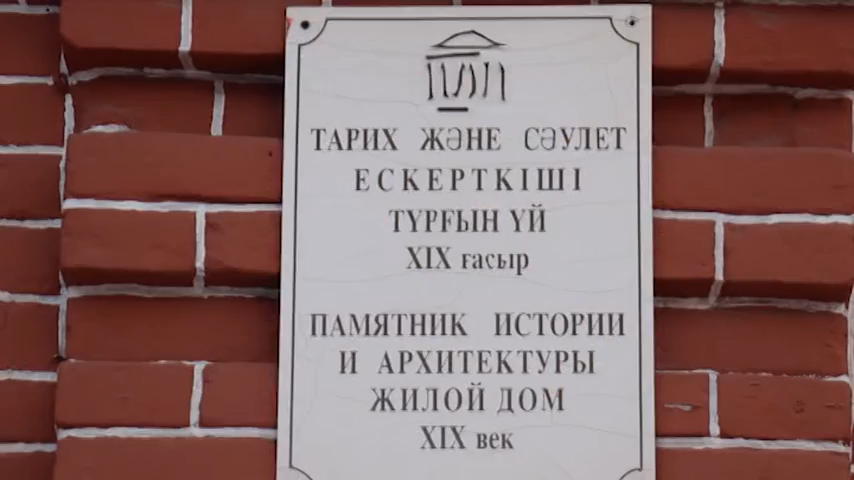 ТАРИХ ЖӘНЕ СӘУЛЕТ
ЕСКЕРТКІШІ
ТҮРҒЫН ҮЙ
XIX ғасыр
ПАМЯТНИК ИСТОРИИ
И АРХИТЕКТУРЫ
ЖИЛОЙ ДОМ
XIX век